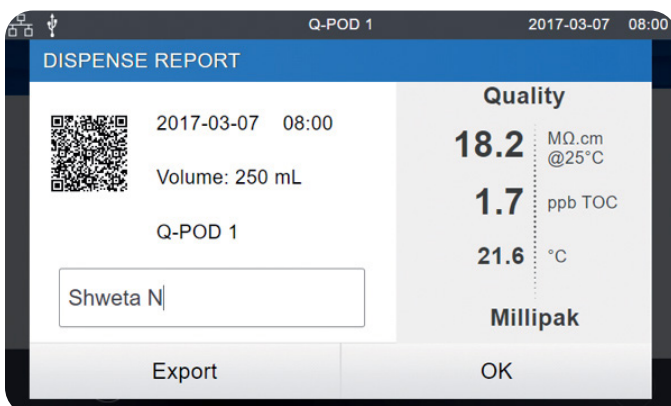 Q-POD 1 2017-03-07 08:00
DISPENSE REPORT
2017-03-07 08:00
Volume: 250 mL
Q-POD 1
Shweta N
Quality
18.2 MΩ.cm
@25°C
1.7 ppb TOC
21.6 °C
Millipak
Export OK